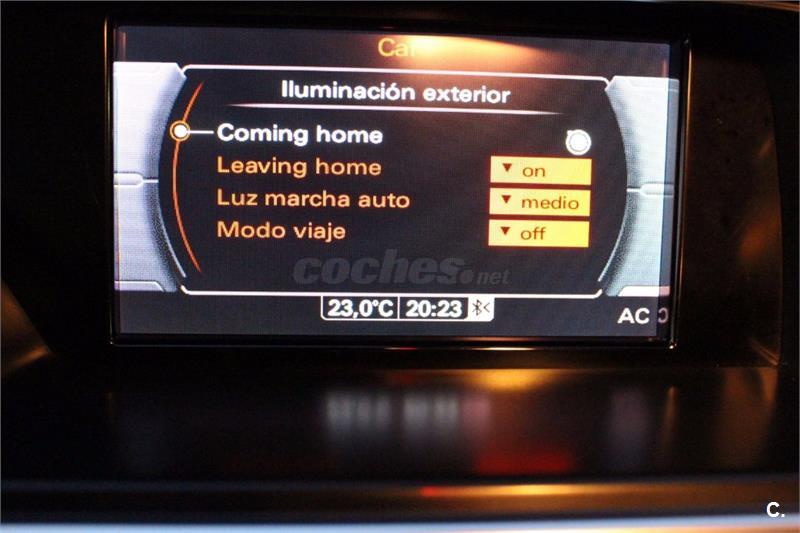 Iluminación exterior
Coming home
Leaving home on
Luz marcha auto medio
Modo viaje off
coches.net
23,0°C 20:23
AC
C.